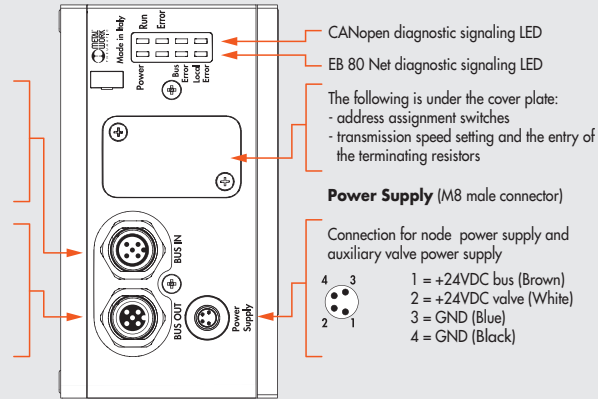 METAL
WORK
Made in Italy
Run
Error
Power
Bus
Error
Local
Error
BUS IN
BUS OUT
Power
Supply
CANopen diagnostic signaling LED
EB 80 Net diagnostic signaling LED
The following is under the cover plate:
- address assignment switches
- transmission speed setting and the entry of
the terminating resistors
Power Supply (M8 male connector)
Connection for node power supply and
auxiliary valve power supply
4 3
2 1
1 = +24VDC bus (Brown)
2 = +24VDC valve (White)
3 = GND (Blue)
4 = GND (Black)